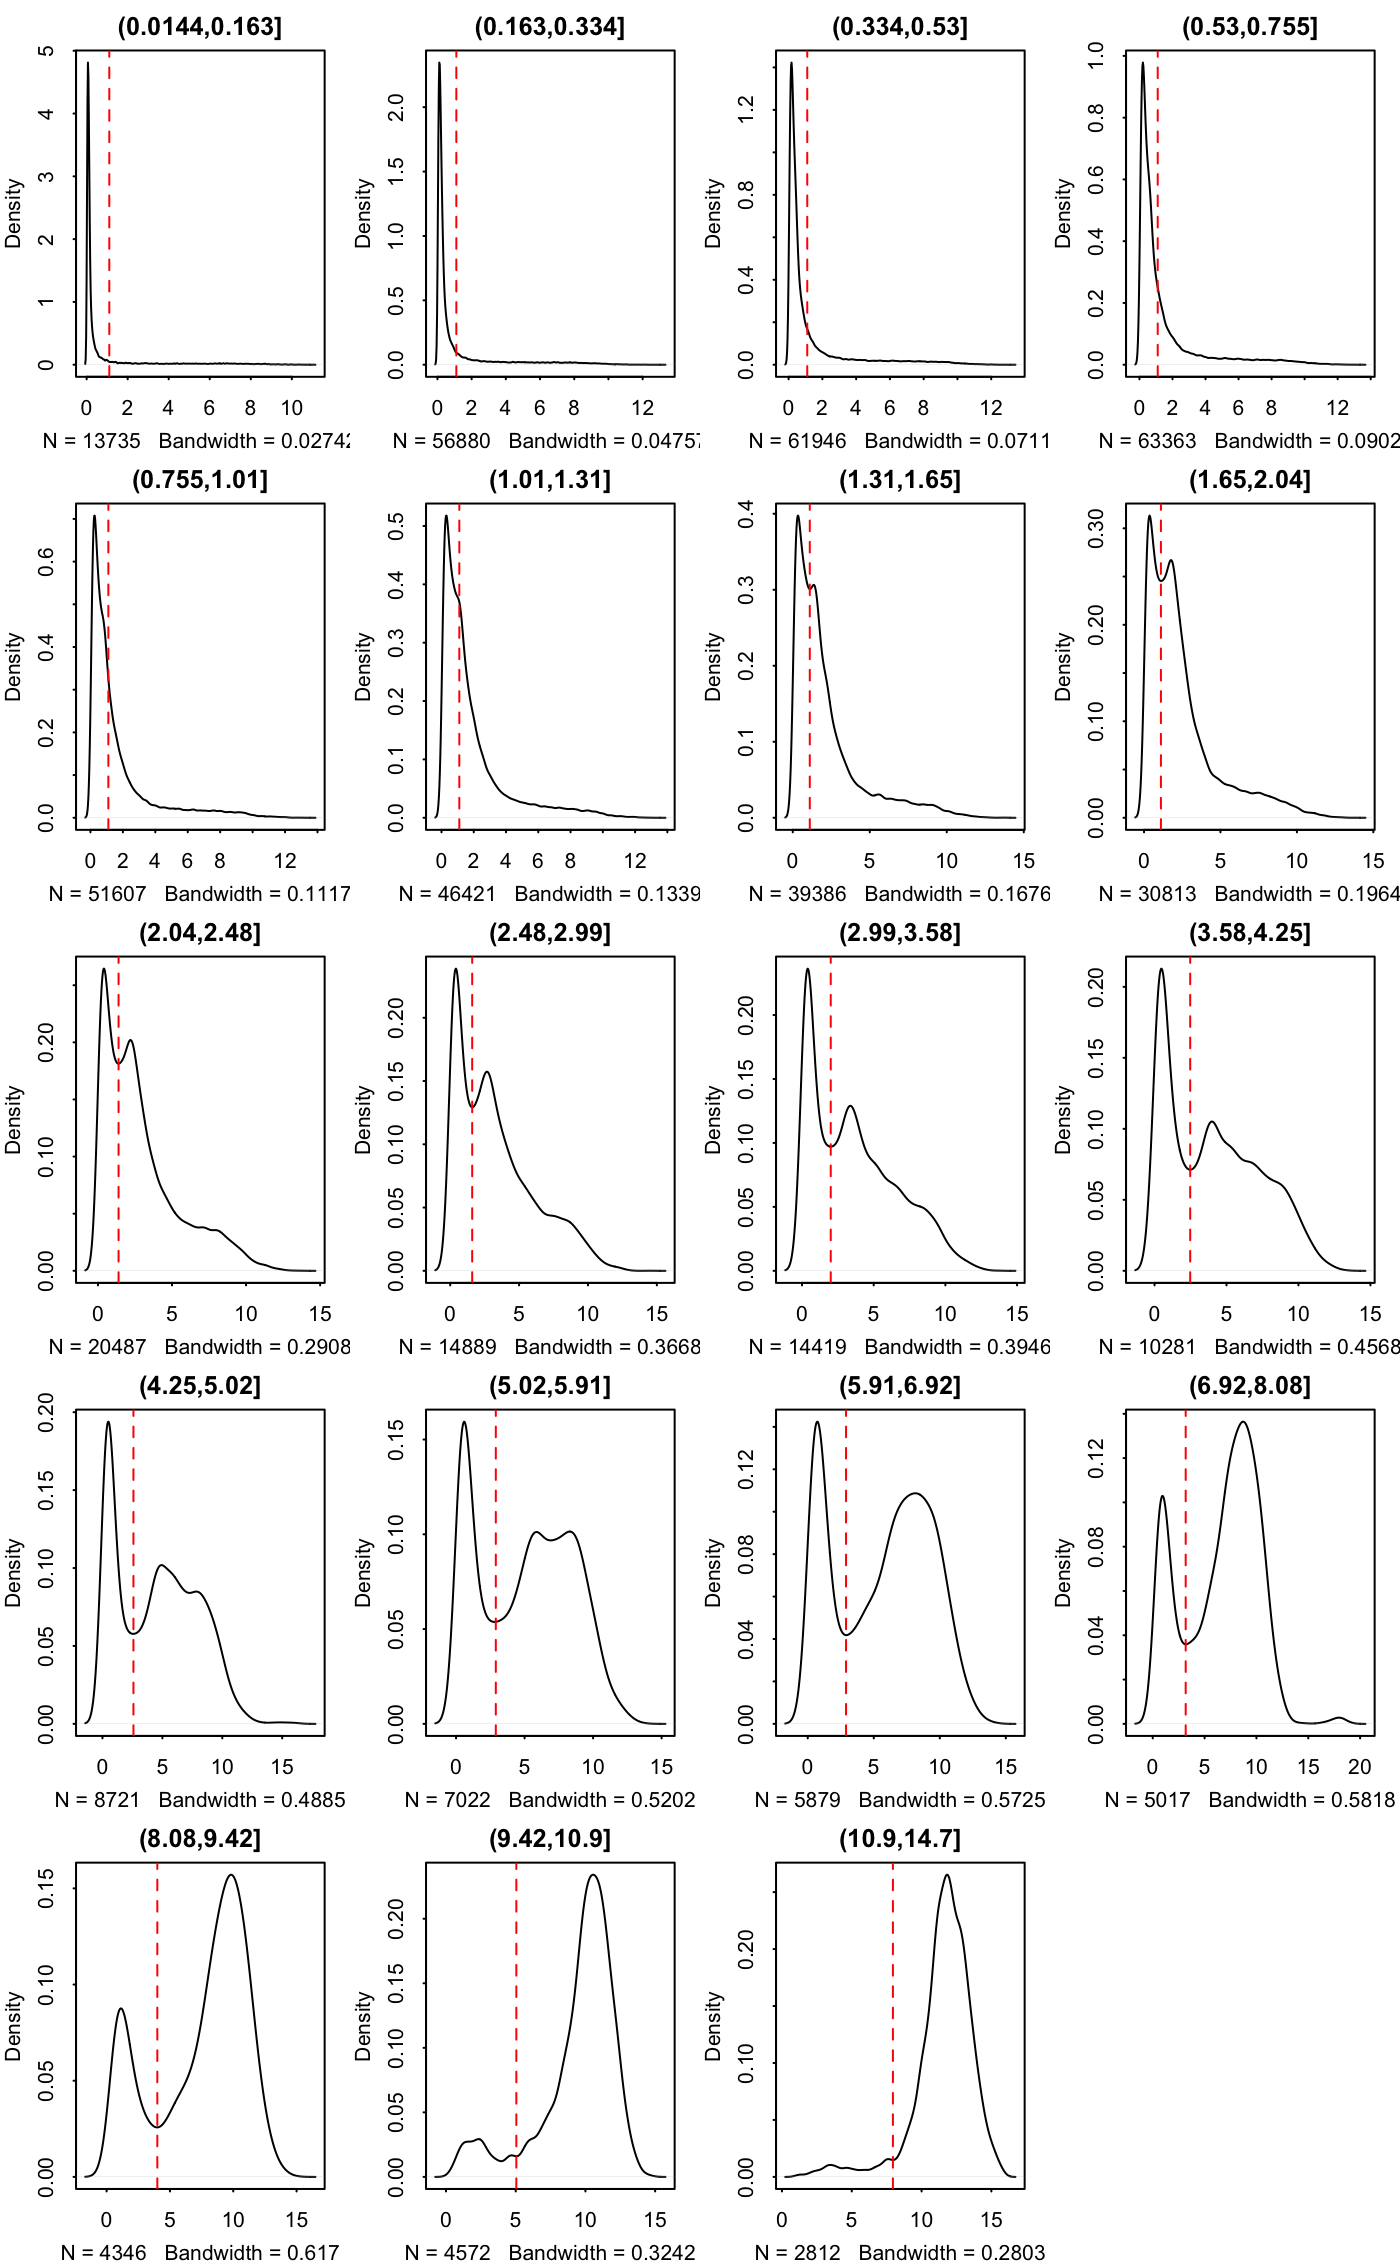 (0.0144,0.163] (0.163,0.334] (0.334,0.53] (0.53,0.755]
Density Density Density Density
0 1 2 3 4 5
0.0 0.5 1.0 1.5 2.0
0.0 0.4 0.8 1.2
0.0 0.2 0.4 0.6 0.8 1.0
0 2 4 6 8 10 0 2 4 6 8 12 0 2 4 6 8 12 0 2 4 6 8 12
N = 13735 Bandwidth = 0.02742 N = 56880 Bandwidth = 0.04757 N = 61946 Bandwidth = 0.0711 N = 63363 Bandwidth = 0.0902
(0.755,1.01] (1.01,1.31] (1.31,1.65] (1.65,2.04]
Density Density Density Density
0.0 0.2 0.4 0.6
0.0 0.1 0.2 0.3 0.4 0.5
0.0 0.1 0.2 0.3 0.4
0.00 0.10 0.20 0.30
0 2 4 6 8 12 0 2 4 6 8 12 0 5 10 15 0 5 10 15
N = 51607 Bandwidth = 0.1117 N = 46421 Bandwidth = 0.1339 N = 39386 Bandwidth = 0.1676 N = 30813 Bandwidth = 0.1964
(2.04,2.48] (2.48,2.99] (2.99,3.58] (3.58,4.25]
Density Density Density Density
0.00 0.10 0.20
0.00 0.05 0.10 0.15 0.20
0.00 0.05 0.10 0.15 0.20
0.00 0.05 0.10 0.15 0.20
0 5 10 15 0 5 10 15 0 5 10 15 0 5 10 15
N = 20487 Bandwidth = 0.2908 N = 14889 Bandwidth = 0.3668 N = 14419 Bandwidth = 0.3946 N = 10281 Bandwidth = 0.4568
(4.25,5.02] (5.02,5.91] (5.91,6.92] (6.92,8.08]
Density Density Density Density
0.00 0.05 0.10 0.15 0.20
0.00 0.05 0.10 0.15
0.00 0.04 0.08 0.12
0.00 0.04 0.08 0.12
0 5 10 15 0 5 10 15 0 5 10 15 0 5 10 15 20
N = 8721 Bandwidth = 0.4885 N = 7022 Bandwidth = 0.5202 N = 5879 Bandwidth = 0.5725 N = 5017 Bandwidth = 0.5818
(8.08,9.42] (9.42,10.9] (10.9,14.7]
Density Density Density
0.00 0.05 0.10 0.15
0.00 0.05 0.10 0.15 0.20
0.00 0.10 0.20
0 5 10 15 0 5 10 15 0 5 10 15
N = 4346 Bandwidth = 0.617 N = 4572 Bandwidth = 0.3242 N = 2812 Bandwidth = 0.2803